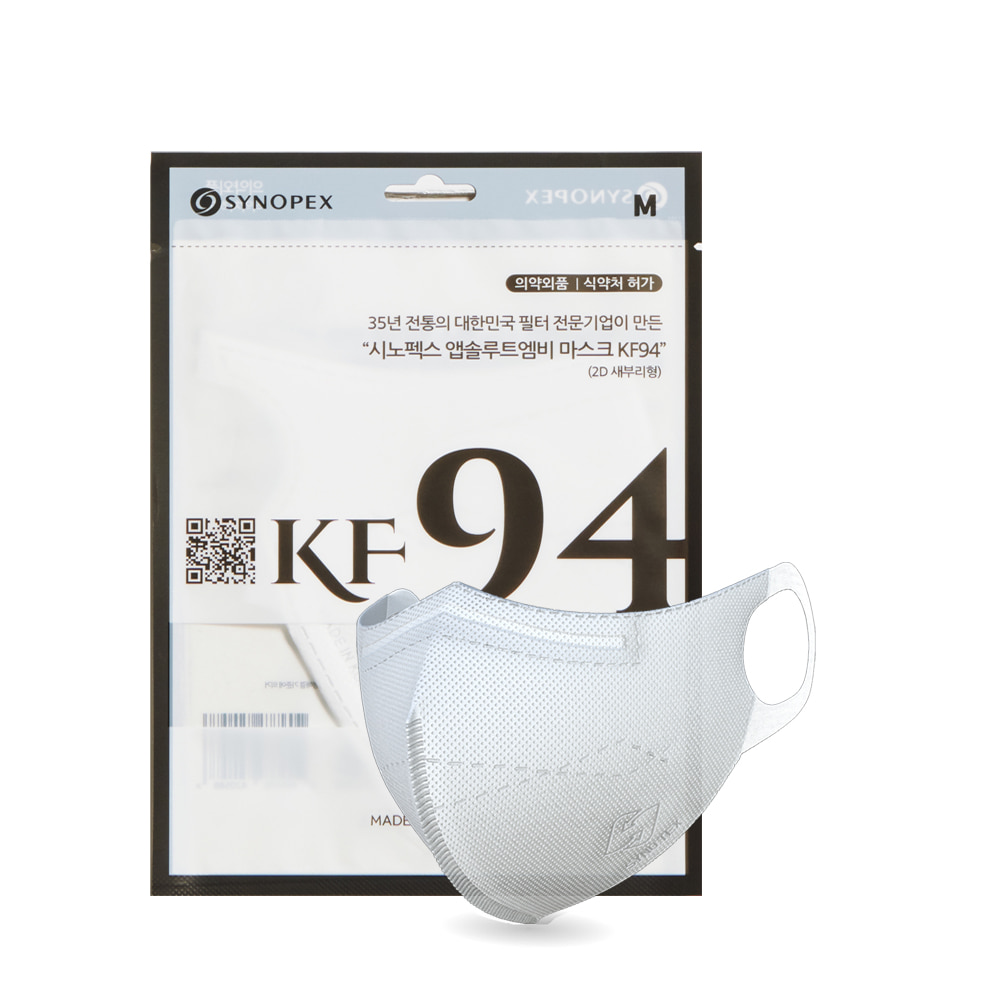 SYNOPEX
M
의약외품 | 식약처 허가
35년 전통의 대한민국 필터 전문기업이 만든
“시노펙스 앱솔루트엠비 마스크 KF94”
(2D 새부리형)
KF94
MADE
SYNOPEX